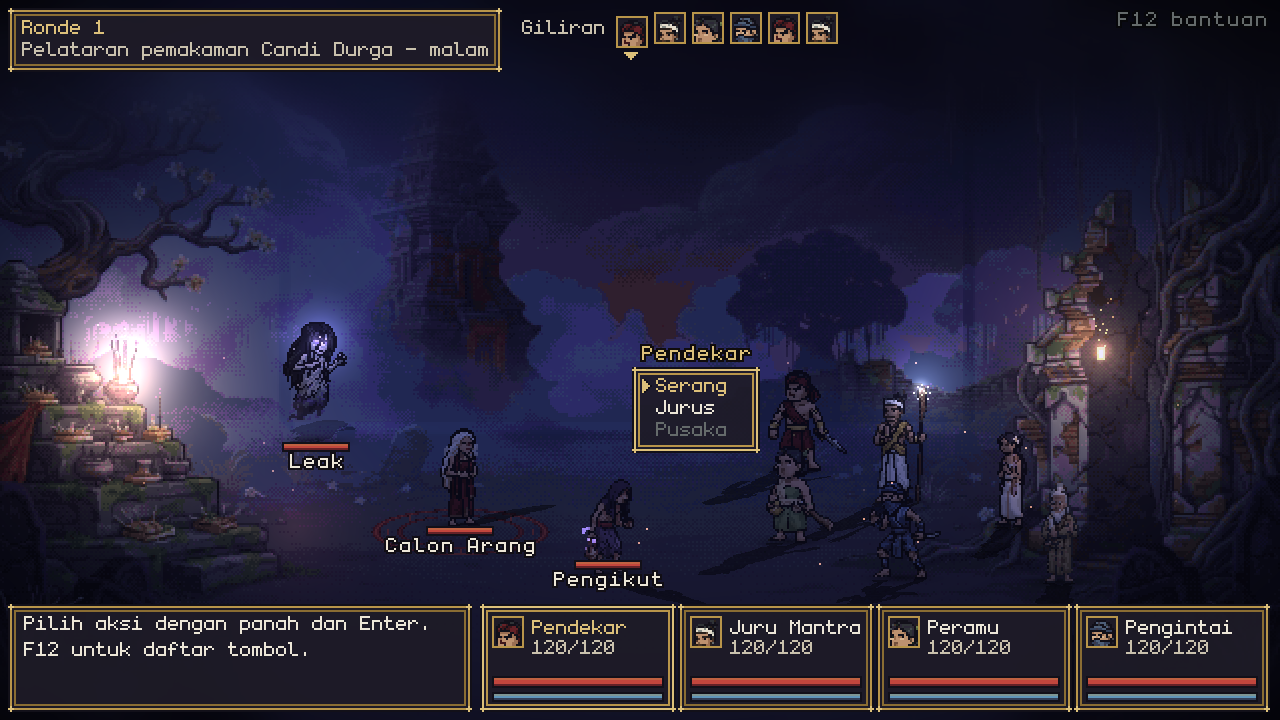 Ronde 1
Pelataran pemakaman Candi Durga - malam
Giliran
F12 bantuan
Pendekar
Serang
Jurus
Pusaka
Leak
Calon Arang
Pengikut
Pilih aksi dengan panah dan Enter.
F12 untuk daftar tombol.
Pendekar
120/120
Juru Mantra
120/120
Peramu
120/120
Pengintai
120/120